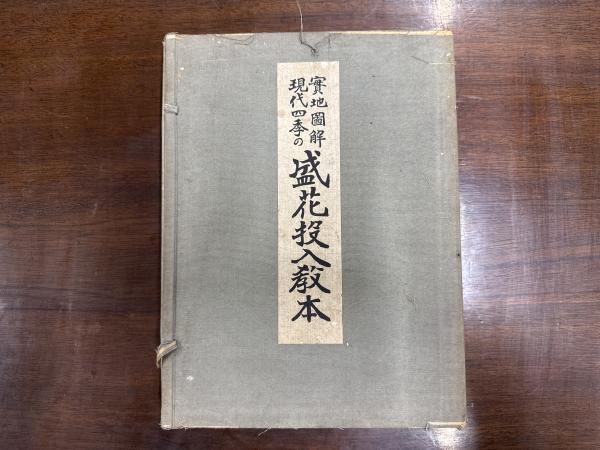 實地圖解
現代四季の
盛花投入教本